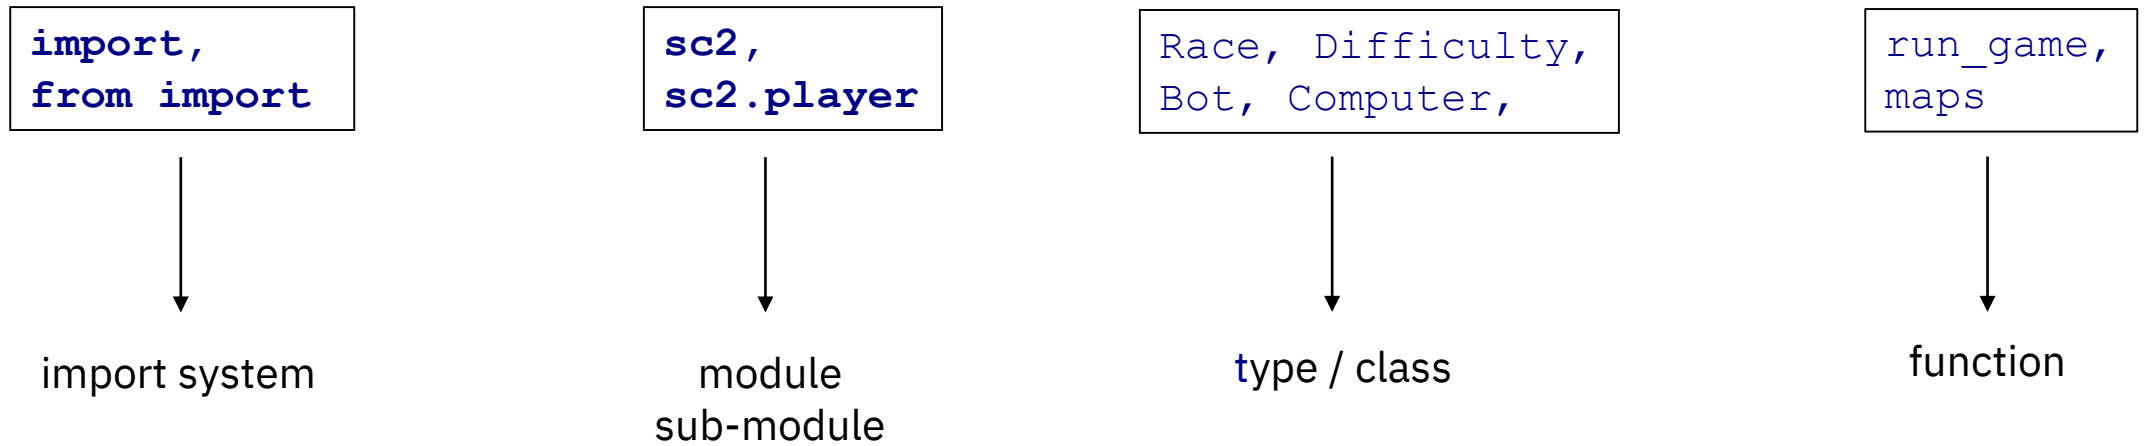 import,
from import
import system
sc2,
sc2.player
module
sub-module
Race, Difficulty,
Bot, Computer,
type / class
run_game,
maps
function